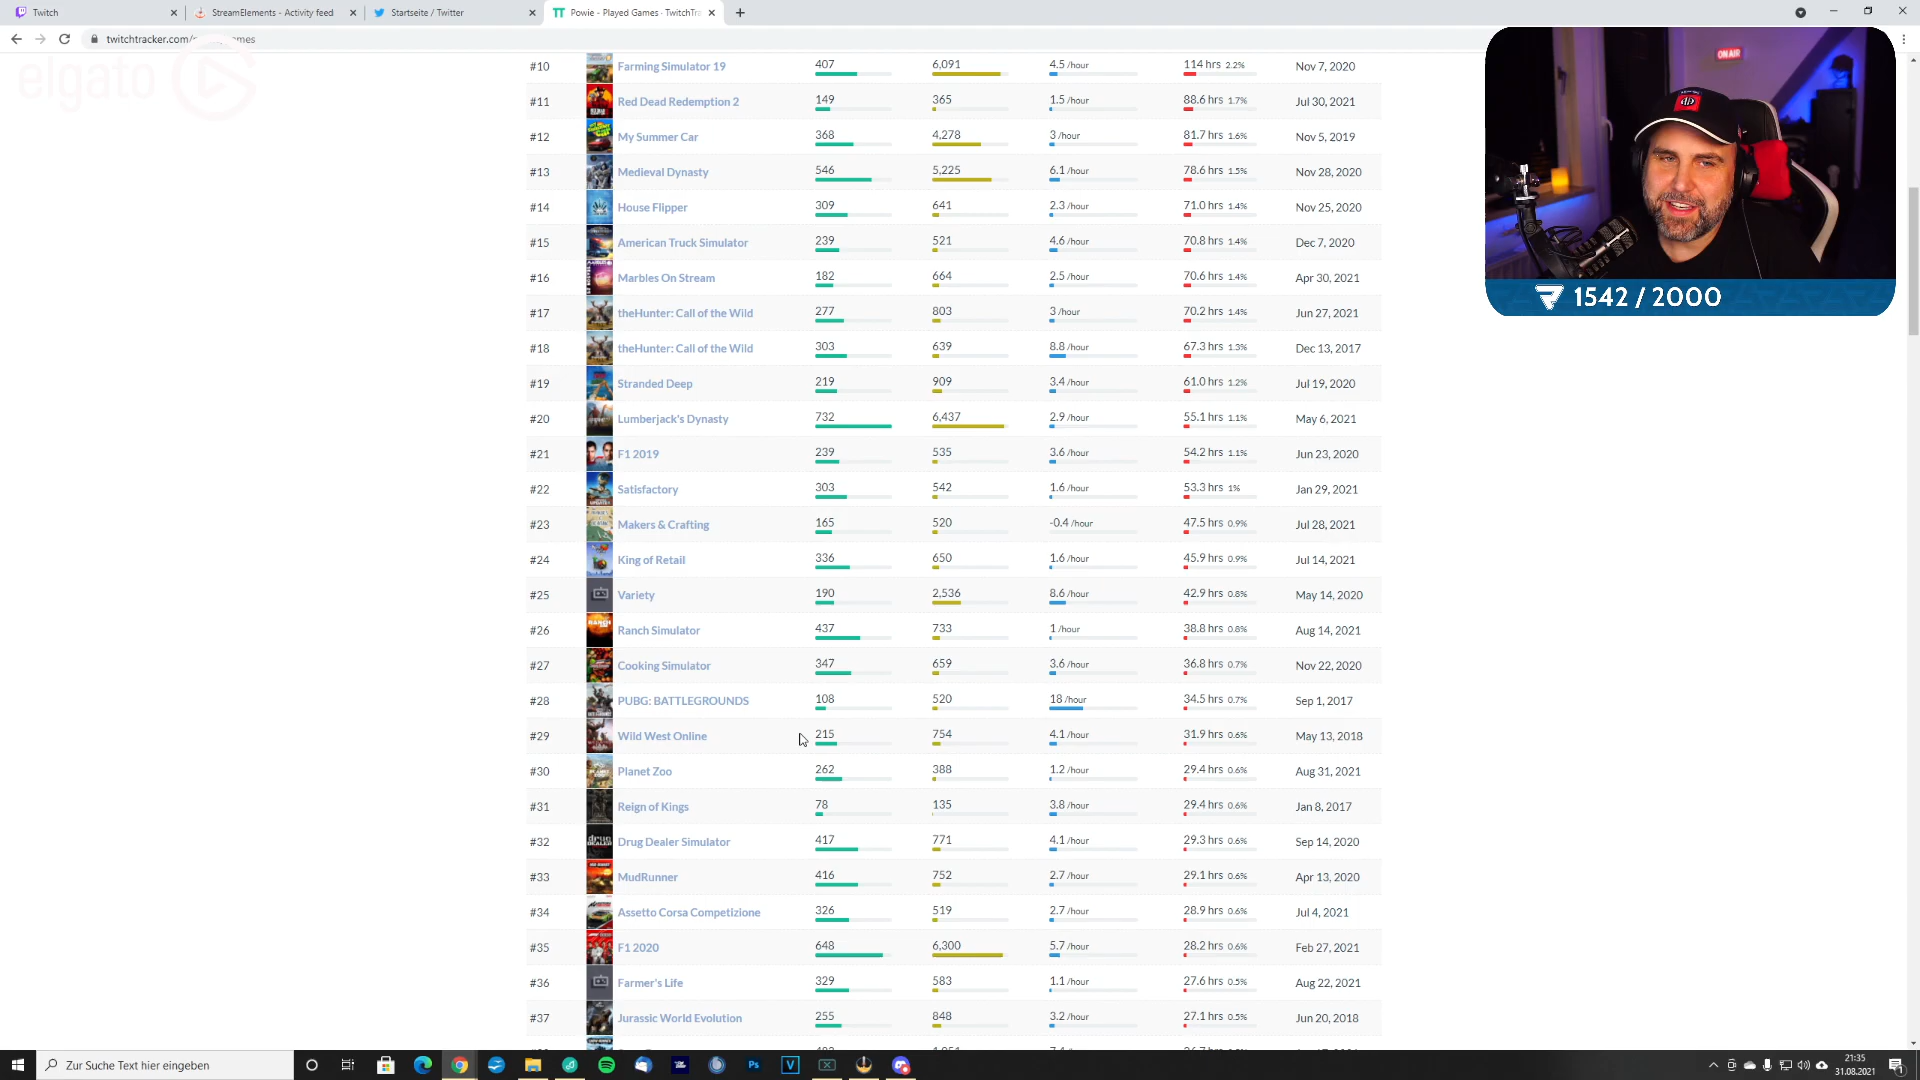 Twitch
StreamElements - Activity feed
Startseite / Twitter
Powie - Played Games - TwitchTra
twitchtracker.com/
mes
elgato
ON AIR
1542 / 2000
#10 Farming Simulator 19 407 6,091 4.5 /hour 114 hrs 2.2% Nov 7, 2020
#11 Red Dead Redemption 2 149 365 1.5 /hour 88.6 hrs 1.7% Jul 30, 2021
#12 My Summer Car 368 4,278 3 /hour 81.7 hrs 1.6% Nov 5, 2019
#13 Medieval Dynasty 546 5,225 6.1 /hour 78.6 hrs 1.5% Nov 28, 2020
#14 House Flipper 309 641 2.3 /hour 71.0 hrs 1.4% Nov 25, 2020
#15 American Truck Simulator 239 521 4.6 /hour 70.8 hrs 1.4% Dec 7, 2020
#16 Marbles On Stream 182 664 2.5 /hour 70.6 hrs 1.4% Apr 30, 2021
#17 theHunter: Call of the Wild 277 803 3 /hour 70.2 hrs 1.4% Jun 27, 2021
#18 theHunter: Call of the Wild 303 639 8.8 /hour 67.3 hrs 1.3% Dec 13, 2017
#19 Stranded Deep 219 909 3.4 /hour 61.0 hrs 1.2% Jul 19, 2020
#20 Lumberjack's Dynasty 732 6,437 2.9 /hour 55.1 hrs 1.1% May 6, 2021
#21 F1 2019 239 535 3.6 /hour 54.2 hrs 1.1% Jun 23, 2020
#22 Satisfactory 303 542 1.6 /hour 53.3 hrs 1% Jan 29, 2021
#23 Makers & Crafting 165 520 -0.4 /hour 47.5 hrs 0.9% Jul 28, 2021
#24 King of Retail 336 650 1.6 /hour 45.9 hrs 0.9% Jul 14, 2021
#25 Variety 190 2,536 8.6 /hour 42.9 hrs 0.8% May 14, 2020
#26 Ranch Simulator 437 733 1 /hour 38.8 hrs 0.8% Aug 14, 2021
#27 Cooking Simulator 347 659 3.6 /hour 36.8 hrs 0.7% Nov 22, 2020
#28 PUBG: BATTLEGROUNDS 108 520 18 /hour 34.5 hrs 0.7% Sep 1, 2017
#29 Wild West Online 215 754 4.1 /hour 31.9 hrs 0.6% May 13, 2018
#30 Planet Zoo 262 388 1.2 /hour 29.4 hrs 0.6% Aug 31, 2021
#31 Reign of Kings 78 135 3.8 /hour 29.4 hrs 0.6% Jan 8, 2017
#32 Drug Dealer Simulator 417 771 4.1 /hour 29.3 hrs 0.6% Sep 14, 2020
#33 MudRunner 416 752 2.7 /hour 29.1 hrs 0.6% Apr 13, 2020
#34 Assetto Corsa Competizione 326 519 2.7 /hour 28.9 hrs 0.6% Jul 4, 2021
#35 F1 2020 648 6,300 5.7 /hour 28.2 hrs 0.6% Feb 27, 2021
#36 Farmer's Life 329 583 1.1 /hour 27.6 hrs 0.5% Aug 22, 2021
#37 Jurassic World Evolution 255 848 3.2 /hour 27.1 hrs 0.5% Jun 20, 2018
Zur Suche Text hier eingeben
21:35
31.08.2021